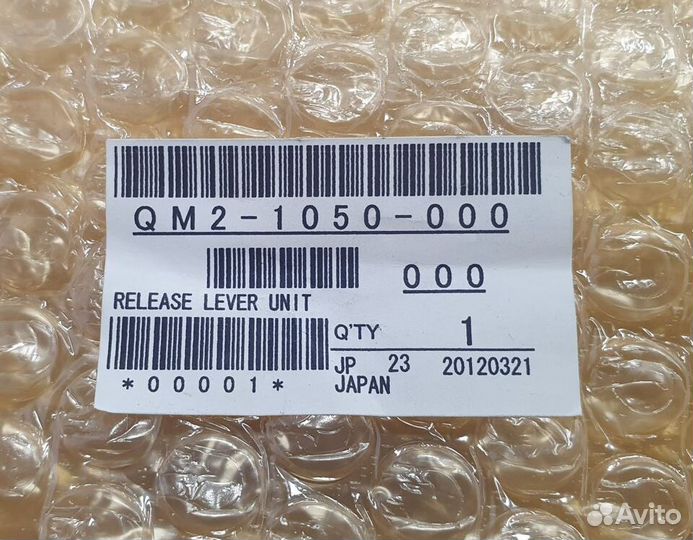 QM2-1050-000
000
RELEASE LEVER UNIT
Q'TY 1
*00001*
JP 23 20120321
JAPAN
Avito